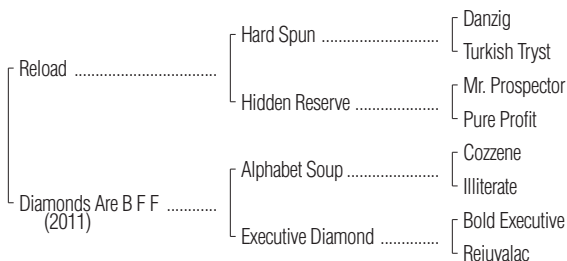 Danzig
Hard Spun ..........................
Turkish Tryst
Reload ................................
Mr. Prospector
Hidden Reserve ...................
Pure Profit
Cozzene
Alphabet Soup ....................
Illiterate
Diamonds Are B F F ...........
(2011)
Bold Executive
Executive Diamond .............
Rejuvalac